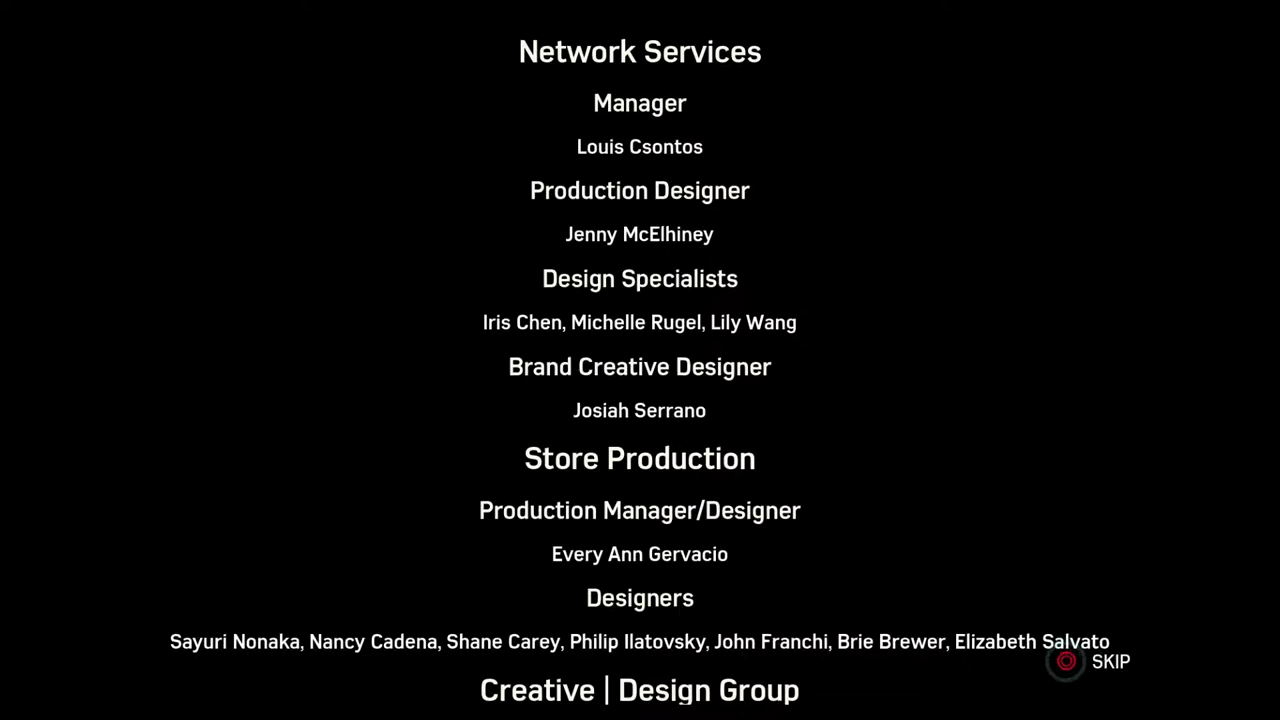 Network Services
Manager
Louis Csontos
Production Designer
Jenny McElhiney
Design Specialists
Iris Chen, Michelle Rugel, Lily Wang
Brand Creative Designer
Josiah Serrano
Store Production
Production Manager/Designer
Every Ann Gervacio
Designers
Sayuri Nonaka, Nancy Cadena, Shane Carey, Philip Ilatovsky, John Franchi, Brie Brewer, Elizabeth Salvato
SKIP
Creative | Design Group